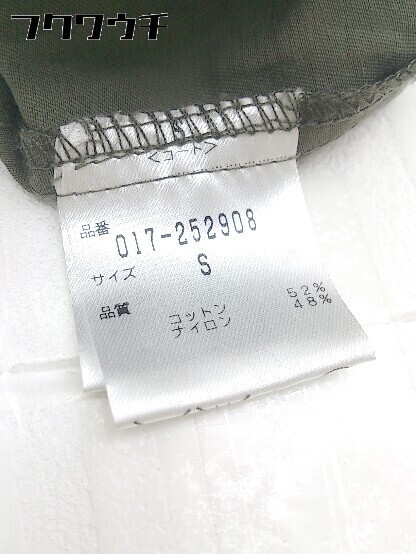 フクワウチ
S
<コート>
品番 017-252908
サイズ S
品質 コットン 52%
ナイロン 48%